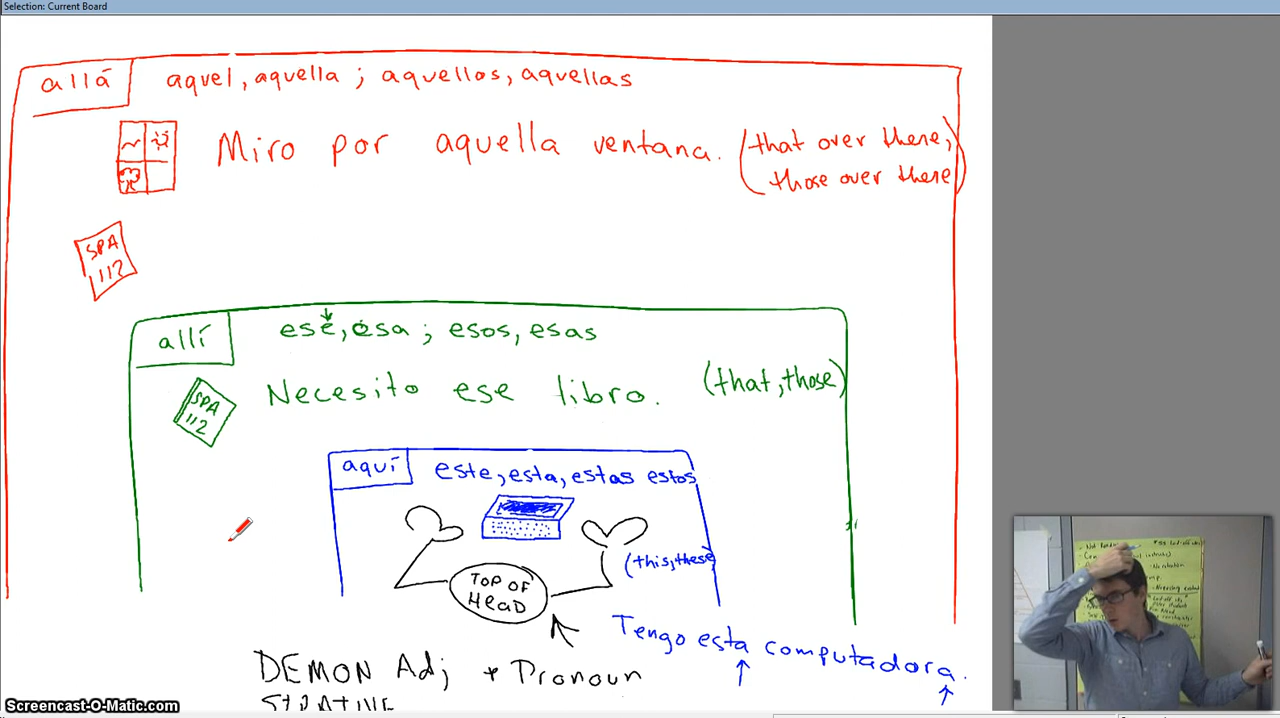 Selection: Current Board
allá aquel, aquella ; aquellos, aquellas
Miro por aquella ventana. (that over there,
those over there)
SPA
112
allí ese, esa ; esos, esas
Necesito ese libro. (that, those)
SPA
112
aquí este, esta, estas estos
(this, these)
TOP OF
HEAD
Tengo esta computadora.
DEMON Adj + Pronoun
STRATIVE
Screencast-O-Matic.com